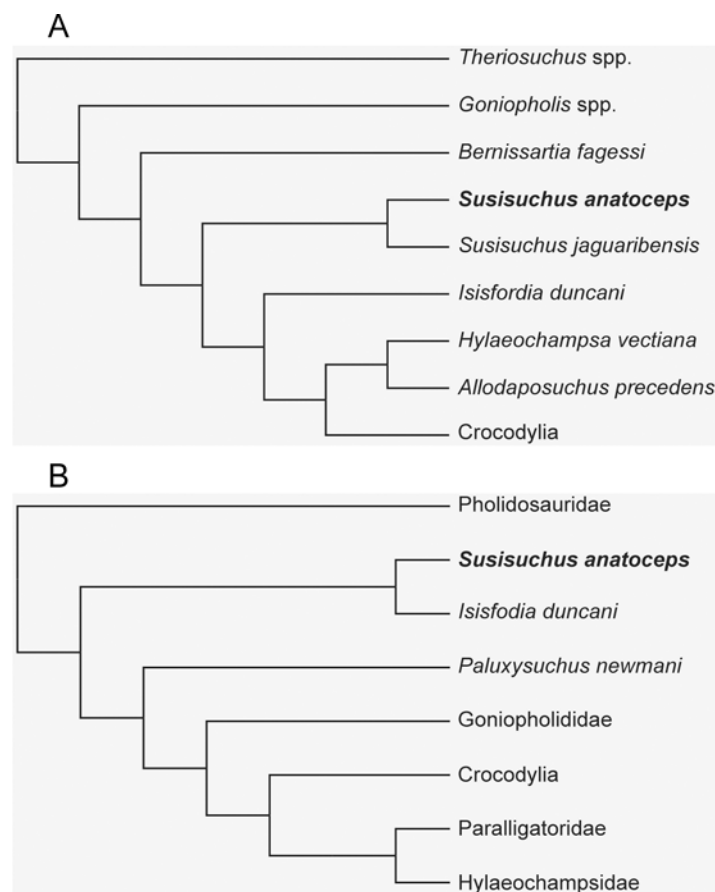 A
Theriosuchus spp.
Goniopholis spp.
Bernissartia fagessi
Susisuchus anatoceps
Susisuchus jaguaribensis
Isisfordia duncani
Hylaeochampsa vectiana
Allodaposuchus precedens
Crocodylia
B
Pholidosauridae
Susisuchus anatoceps
Isisfodia duncani
Paluxysuchus newmani
Goniopholididae
Crocodylia
Paralligatoridae
Hylaeochampsidae